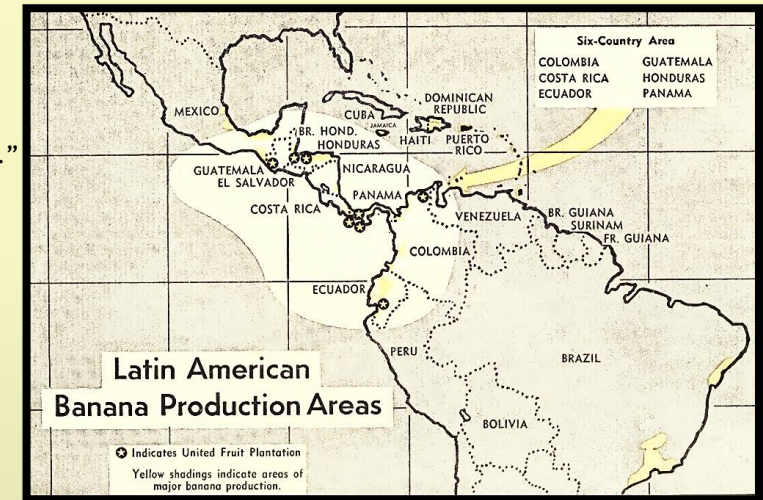 .”
Six-Country Area
COLOMBIA GUATEMALA
COSTA RICA HONDURAS
ECUADOR PANAMA
MEXICO
CUBA
JAMAICA
DOMINICAN
REPUBLIC
HAITI
PUERTO
RICO
BR. HOND.
HONDURAS
GUATEMALA
EL SALVADOR
NICARAGUA
COSTA RICA
PANAMA
VENEZUELA
BR. GUIANA
SURINAM
FR. GUIANA
COLOMBIA
ECUADOR
PERU
BRAZIL
BOLIVIA
Latin American
Banana Production Areas
Indicates United Fruit Plantation
Yellow shadings indicate areas of
major banana production.